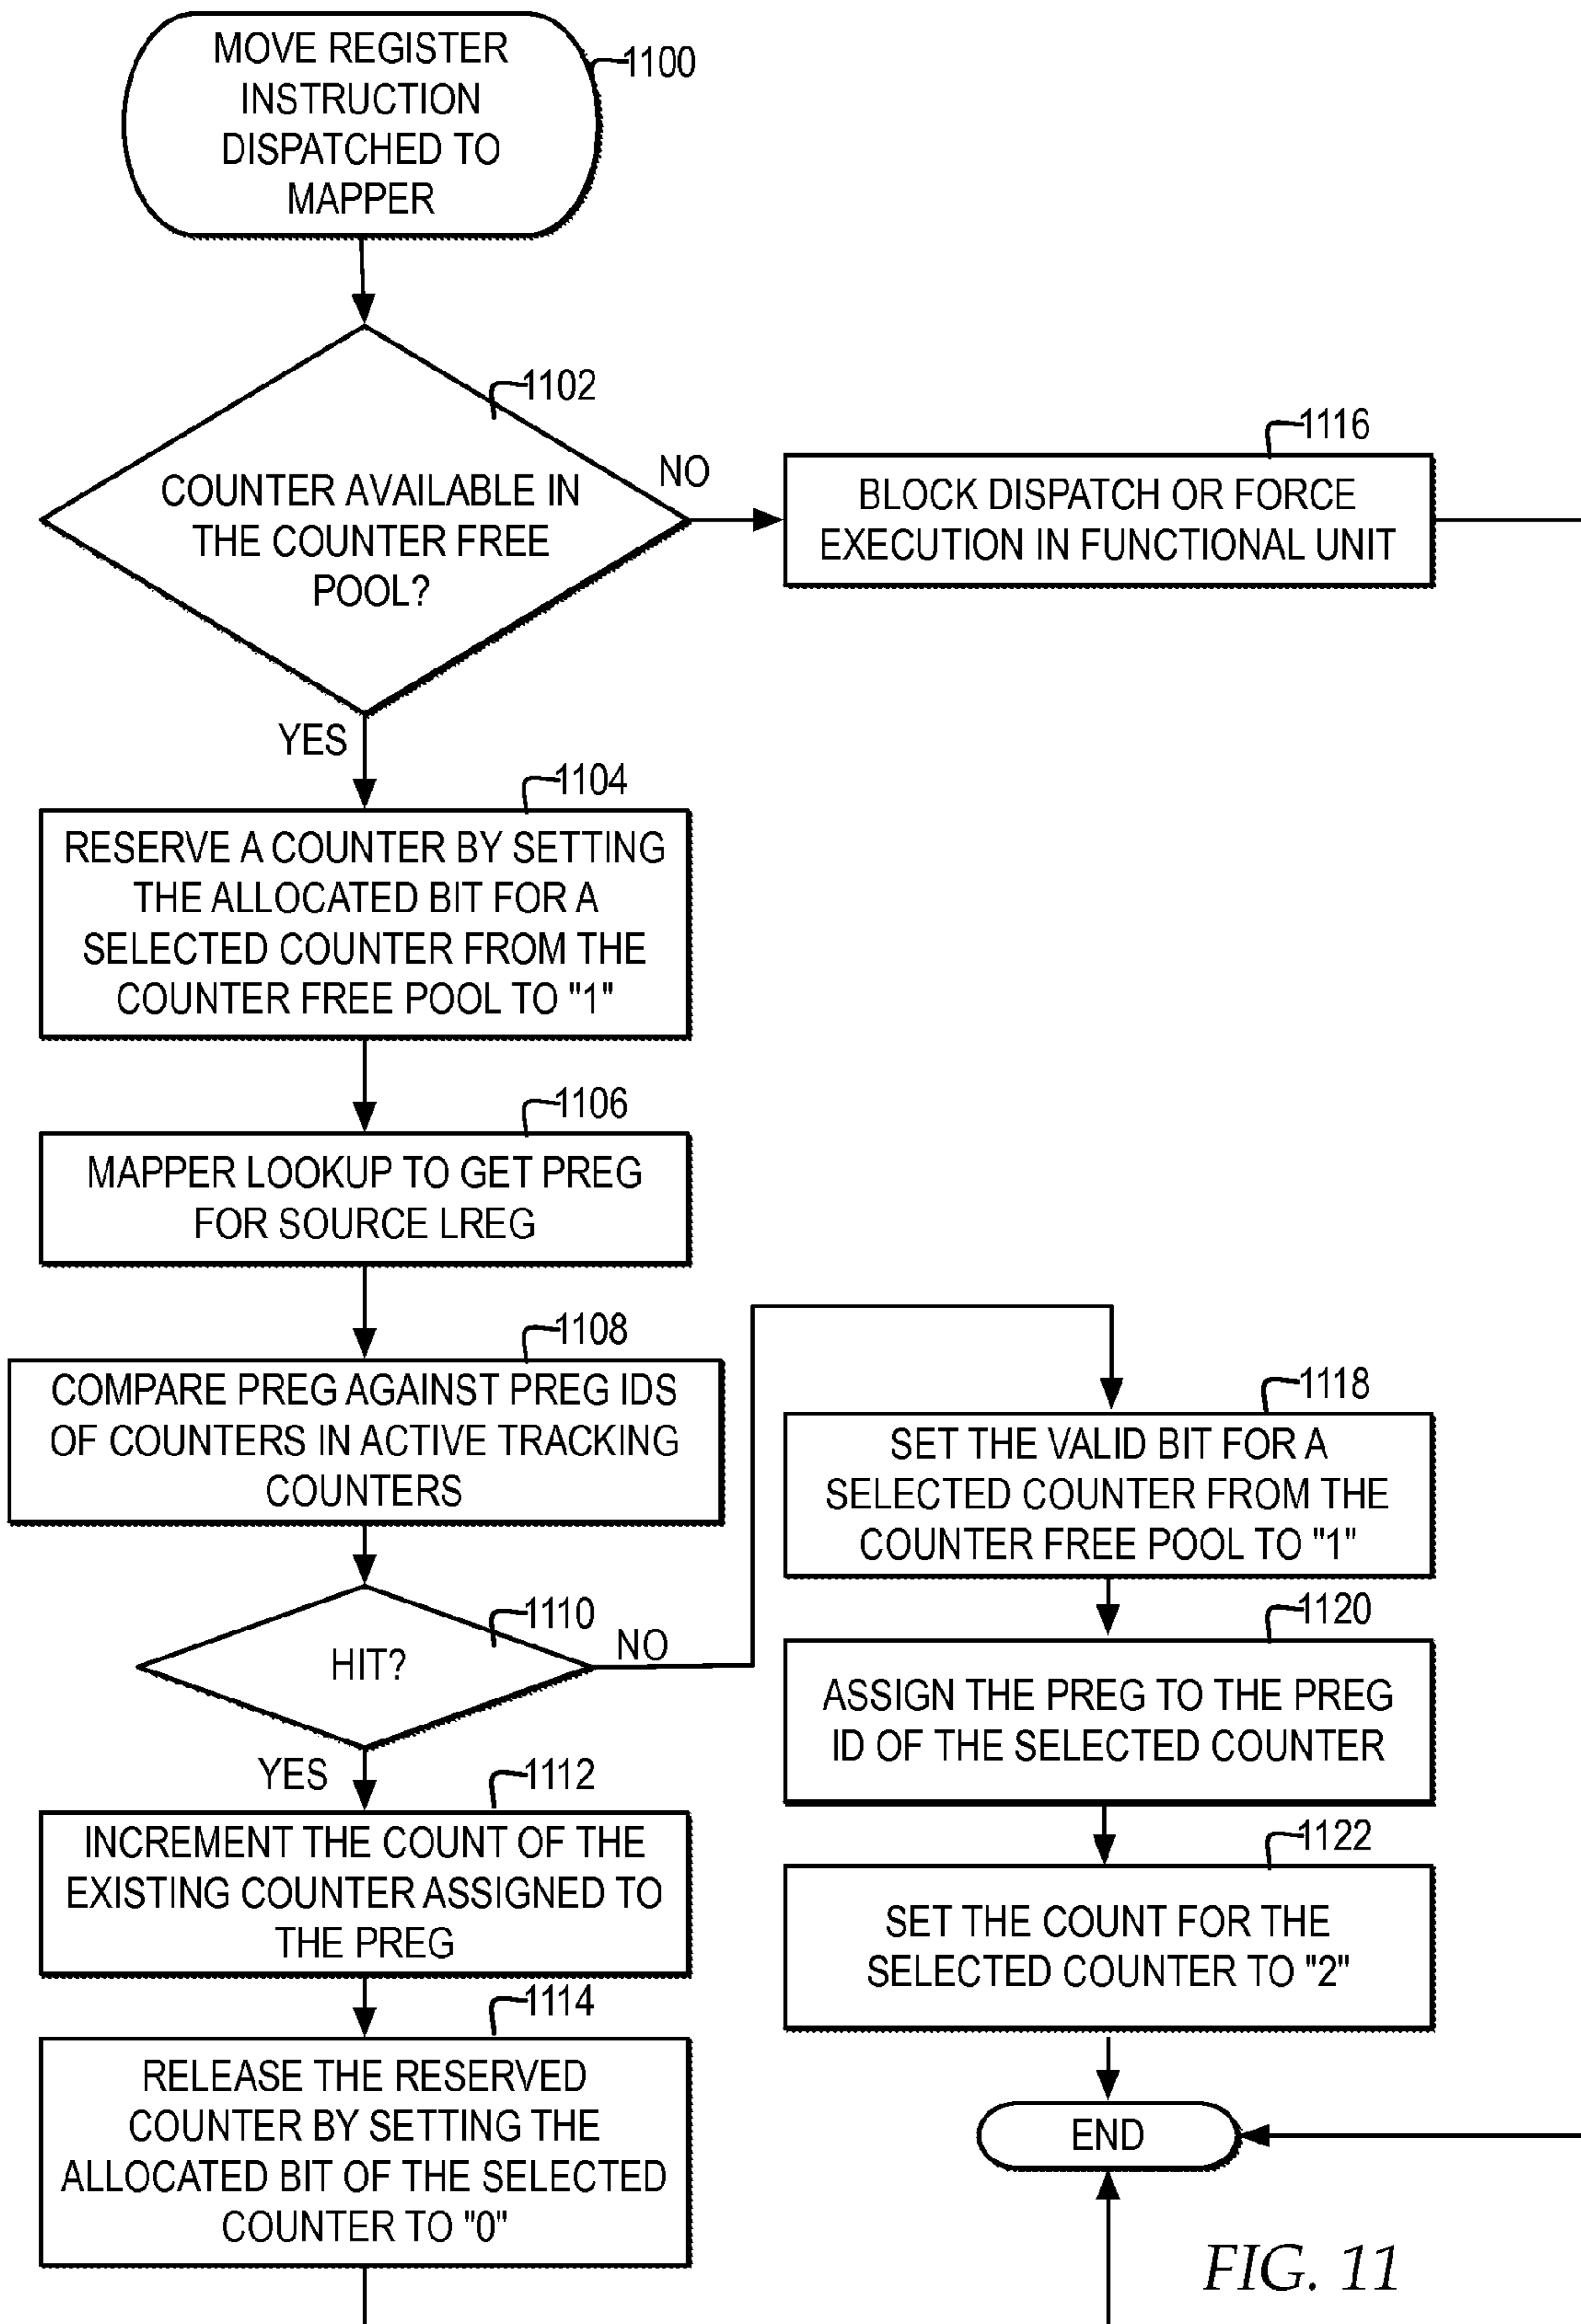 MOVE REGISTER
INSTRUCTION
DISPATCHED TO
MAPPER
1100
1102
COUNTER AVAILABLE IN
THE COUNTER FREE
POOL?
NO
1116
BLOCK DISPATCH OR FORCE
EXECUTION IN FUNCTIONAL UNIT
YES
1104
RESERVE A COUNTER BY SETTING
THE ALLOCATED BIT FOR A
SELECTED COUNTER FROM THE
COUNTER FREE POOL TO "1"
1106
MAPPER LOOKUP TO GET PREG
FOR SOURCE LREG
1108
COMPARE PREG AGAINST PREG IDS
OF COUNTERS IN ACTIVE TRACKING
COUNTERS
1110
HIT?
NO
YES
1112
INCREMENT THE COUNT OF THE
EXISTING COUNTER ASSIGNED TO
THE PREG
1114
RELEASE THE RESERVED
COUNTER BY SETTING THE
ALLOCATED BIT OF THE SELECTED
COUNTER TO "0"
1118
SET THE VALID BIT FOR A
SELECTED COUNTER FROM THE
COUNTER FREE POOL TO "1"
1120
ASSIGN THE PREG TO THE PREG
ID OF THE SELECTED COUNTER
1122
SET THE COUNT FOR THE
SELECTED COUNTER TO "2"
END
FIG. 11